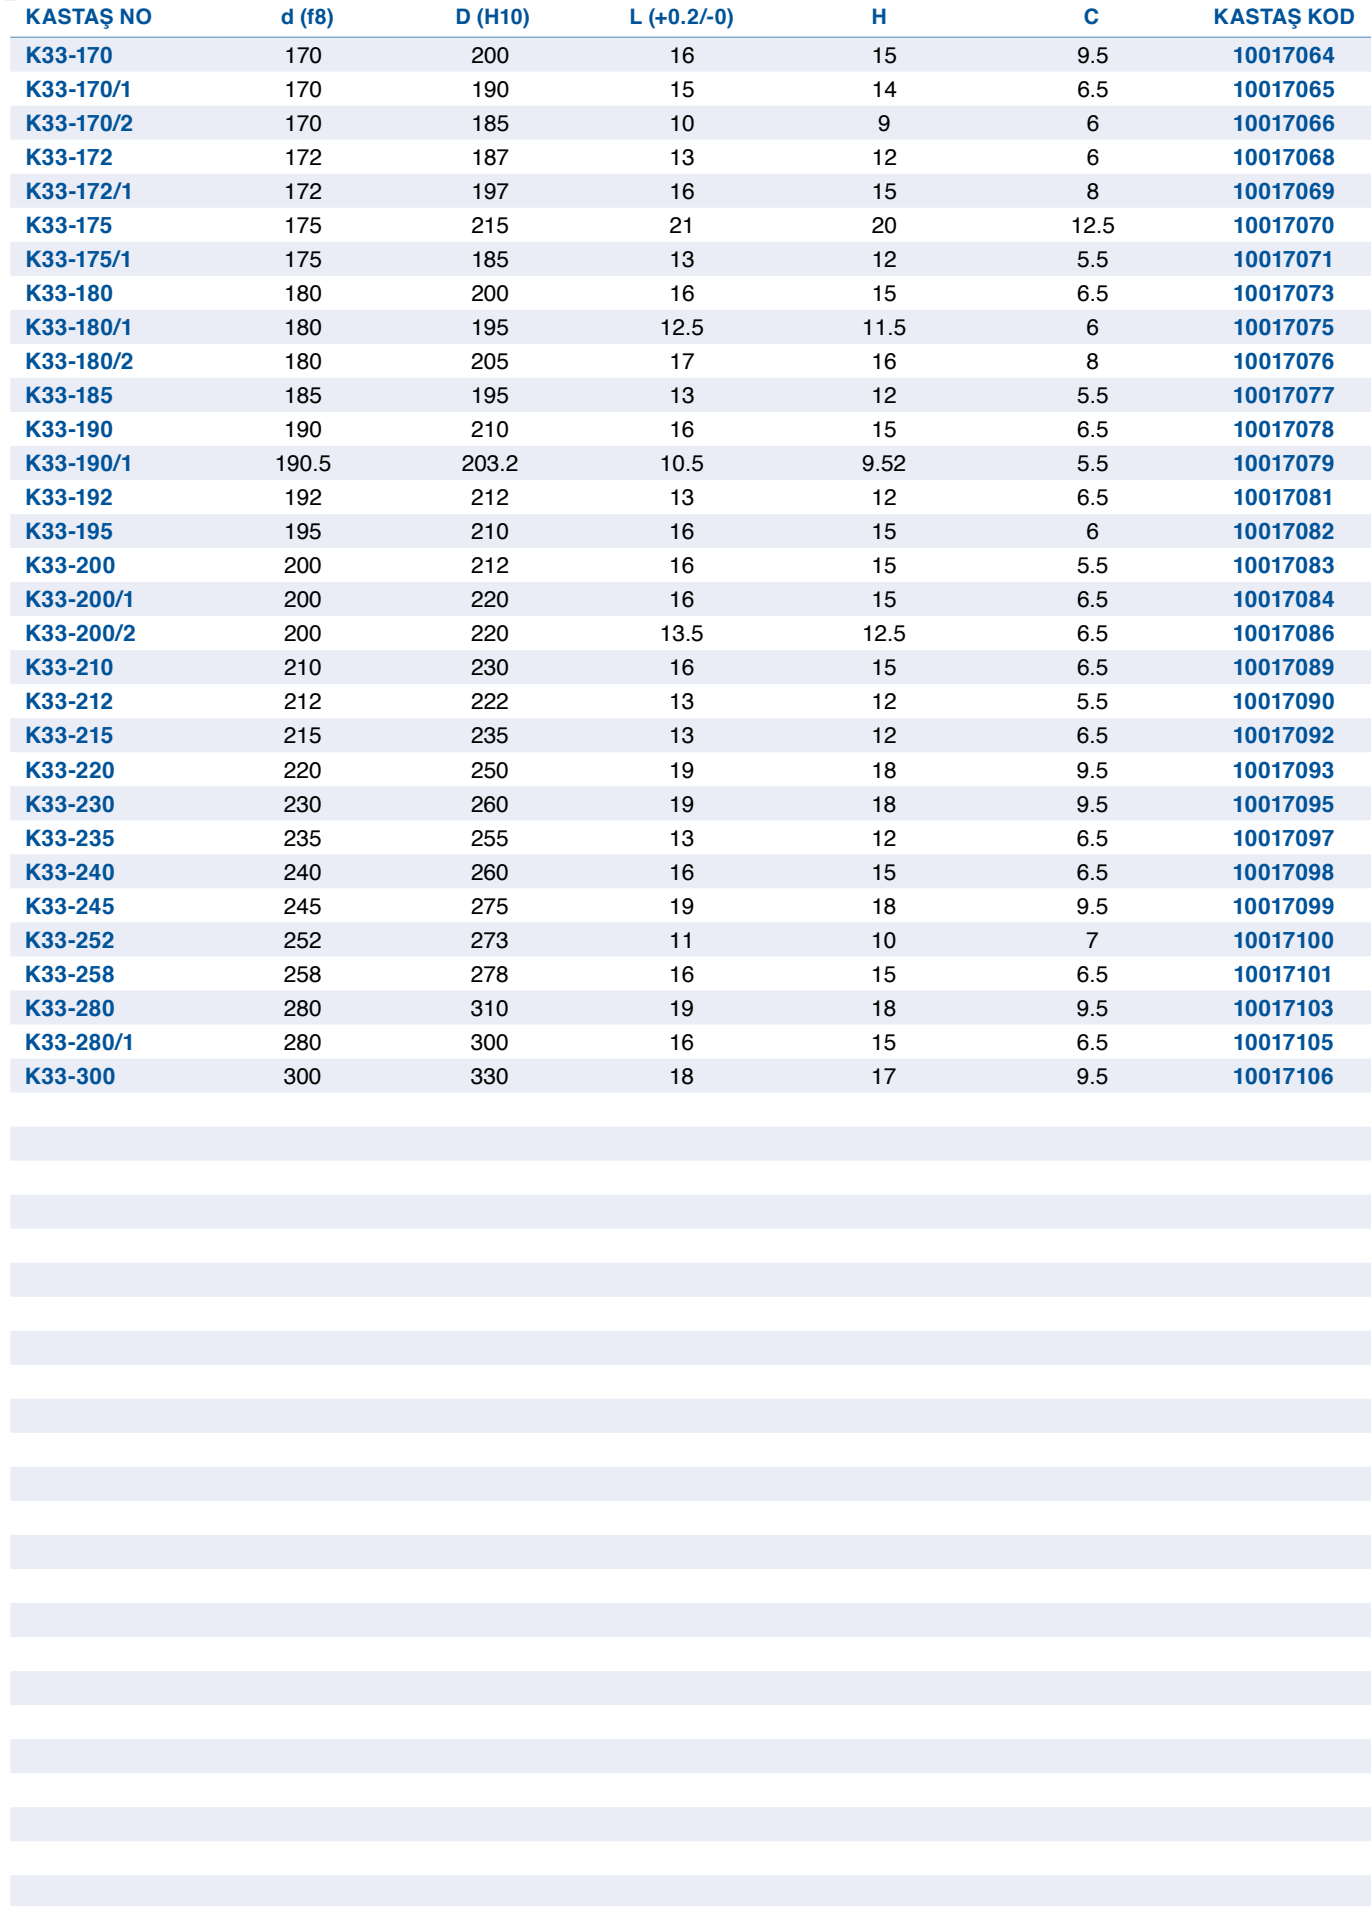 KASTAŞ NO d (f8) D (H10) L (+0.2/-0) H C KASTAŞ KOD
K33-170 170 200 16 15 9.5 10017064
K33-170/1 170 190 15 14 6.5 10017065
K33-170/2 170 185 10 9 6 10017066
K33-172 172 187 13 12 6 10017068
K33-172/1 172 197 16 15 8 10017069
K33-175 175 215 21 20 12.5 10017070
K33-175/1 175 185 13 12 5.5 10017071
K33-180 180 200 16 15 6.5 10017073
K33-180/1 180 195 12.5 11.5 6 10017075
K33-180/2 180 205 17 16 8 10017076
K33-185 185 195 13 12 5.5 10017077
K33-190 190 210 16 15 6.5 10017078
K33-190/1 190.5 203.2 10.5 9.52 5.5 10017079
K33-192 192 212 13 12 6.5 10017081
K33-195 195 210 16 15 6 10017082
K33-200 200 212 16 15 5.5 10017083
K33-200/1 200 220 16 15 6.5 10017084
K33-200/2 200 220 13.5 12.5 6.5 10017086
K33-210 210 230 16 15 6.5 10017089
K33-212 212 222 13 12 5.5 10017090
K33-215 215 235 13 12 6.5 10017092
K33-220 220 250 19 18 9.5 10017093
K33-230 230 260 19 18 9.5 10017095
K33-235 235 255 13 12 6.5 10017097
K33-240 240 260 16 15 6.5 10017098
K33-245 245 275 19 18 9.5 10017099
K33-252 252 273 11 10 7 10017100
K33-258 258 278 16 15 6.5 10017101
K33-280 280 310 19 18 9.5 10017103
K33-280/1 280 300 16 15 6.5 10017105
K33-300 300 330 18 17 9.5 10017106